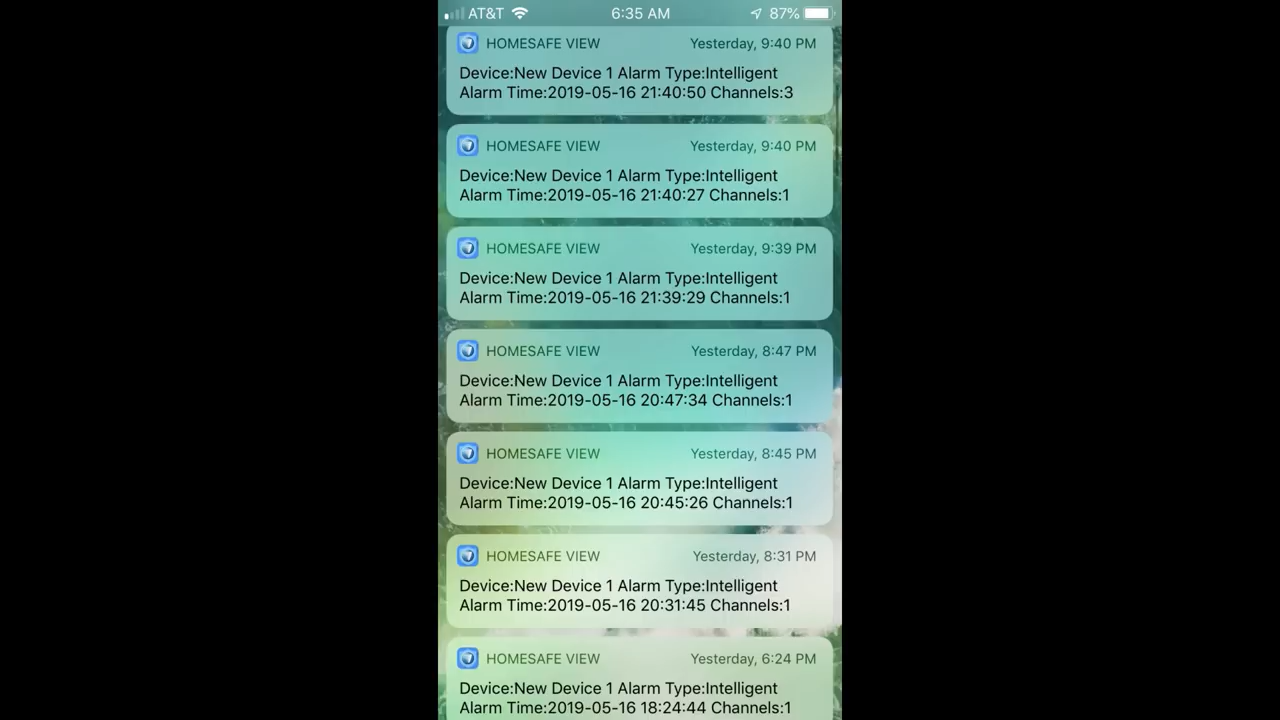 AT&T 6:35 AM 87%
HOMESAFE VIEW Yesterday, 9:40 PM
Device:New Device 1 Alarm Type:Intelligent
Alarm Time:2019-05-16 21:40:50 Channels:3
HOMESAFE VIEW Yesterday, 9:40 PM
Device:New Device 1 Alarm Type:Intelligent
Alarm Time:2019-05-16 21:40:27 Channels:1
HOMESAFE VIEW Yesterday, 9:39 PM
Device:New Device 1 Alarm Type:Intelligent
Alarm Time:2019-05-16 21:39:29 Channels:1
HOMESAFE VIEW Yesterday, 8:47 PM
Device:New Device 1 Alarm Type:Intelligent
Alarm Time:2019-05-16 20:47:34 Channels:1
HOMESAFE VIEW Yesterday, 8:45 PM
Device:New Device 1 Alarm Type:Intelligent
Alarm Time:2019-05-16 20:45:26 Channels:1
HOMESAFE VIEW Yesterday, 8:31 PM
Device:New Device 1 Alarm Type:Intelligent
Alarm Time:2019-05-16 20:31:45 Channels:1
HOMESAFE VIEW Yesterday, 6:24 PM
Device:New Device 1 Alarm Type:Intelligent
Alarm Time:2019-05-16 18:24:44 Channels:1